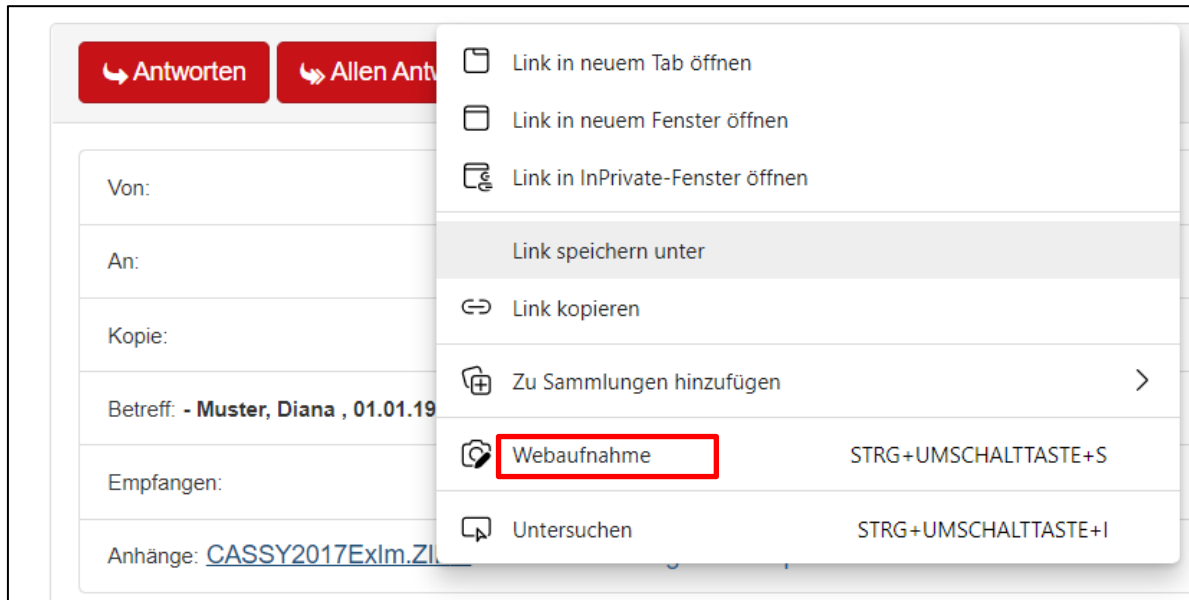 Antworten
Allen Antw
Von:
An:
Kopie:
Betreff: - Muster, Diana , 01.01.19
Empfangen:
Anhänge: CASSY2017ExIm.ZI
Link in neuem Tab öffnen
Link in neuem Fenster öffnen
Link in InPrivate-Fenster öffnen
Link speichern unter
Link kopieren
Zu Sammlungen hinzufügen
Webaufnahme STRG+UMSCHALTTASTE+S
Untersuchen STRG+UMSCHALTTASTE+I